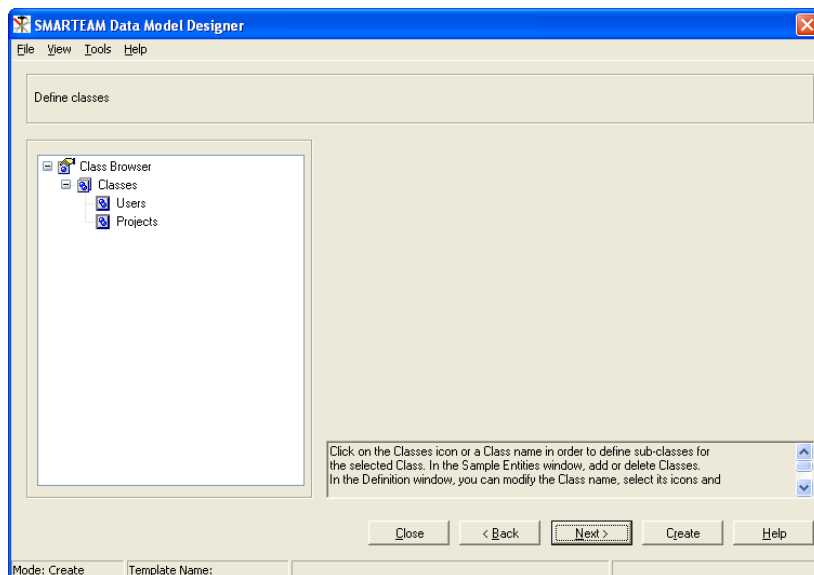 SMARTEAM Data Model Designer
File View Tools Help
Define classes
Class Browser
Classes
Users
Projects
Click on the Classes icon or a Class name in order to define sub-classes for
the selected Class. In the Sample Entities window, add or delete Classes.
In the Definition window, you can modify the Class name, select its icons and
Close < Back Next > Create Help
Mode: Create Template Name: